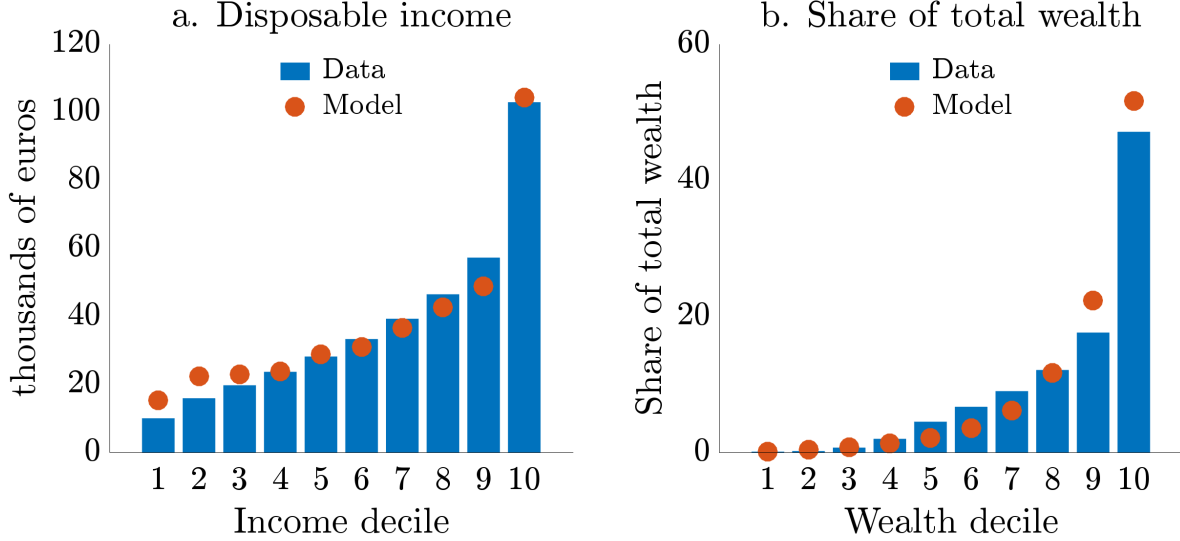 a. Disposable income
thousands of euros
120
100
80
60
40
20
0
Data
Model
1 2 3 4 5 6 7 8 9 10
Income decile
b. Share of total wealth
Share of total wealth
60
40
20
0
Data
Model
1 2 3 4 5 6 7 8 9 10
Wealth decile